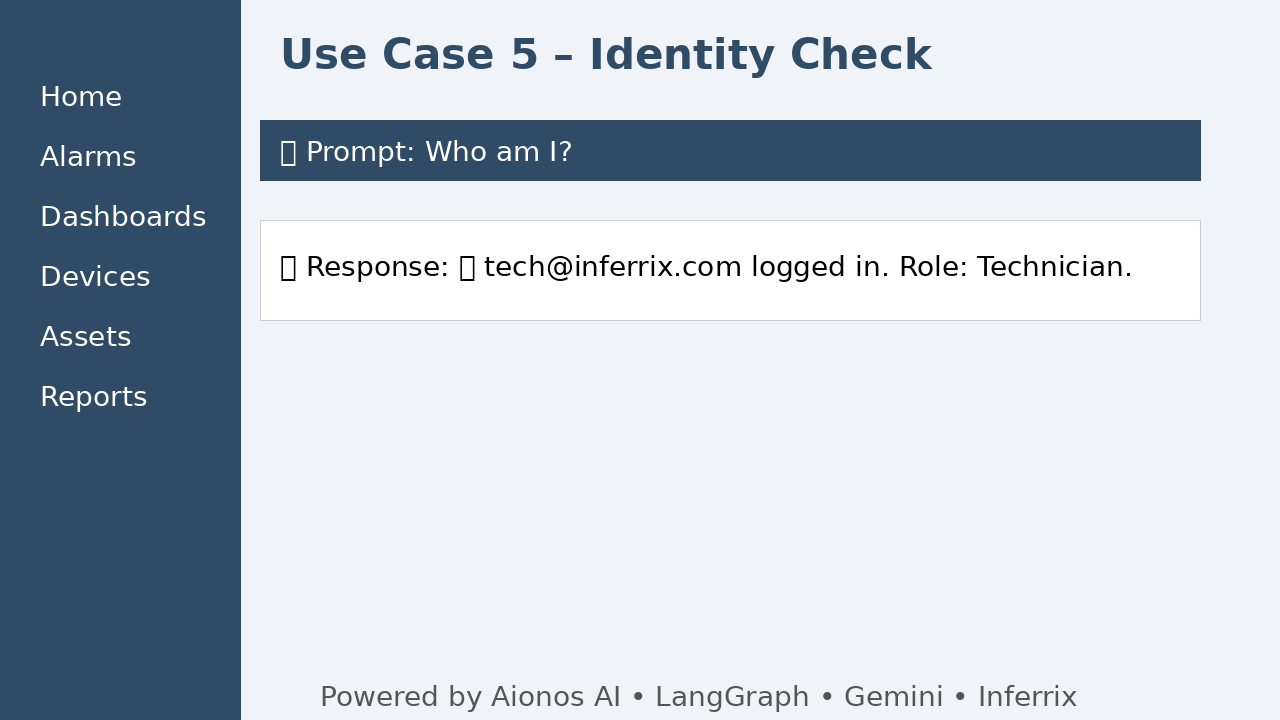 Use Case 5 – Identity Check
Home
Alarms
Dashboards
Devices
Assets
Reports
Prompt: Who am I?
Response: tech@inferrix.com logged in. Role: Technician.
Powered by Aionos AI • LangGraph • Gemini • Inferrix